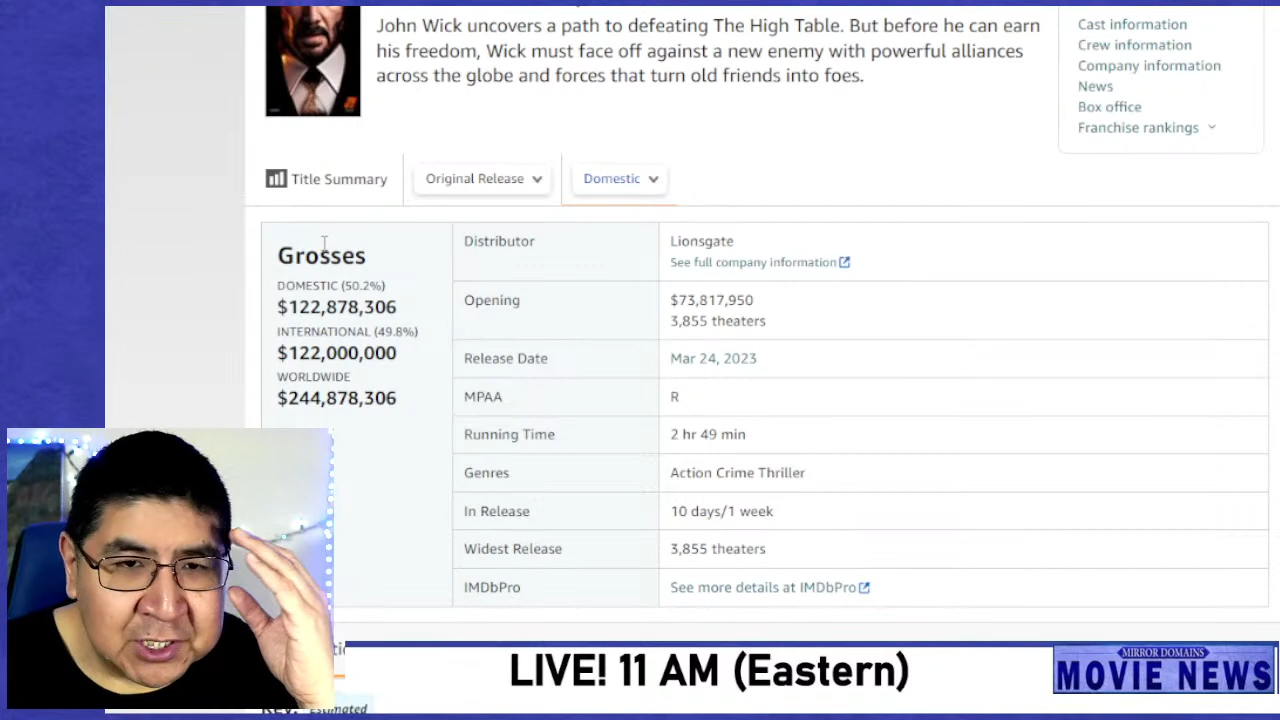 John Wick uncovers a path to defeating The High Table. But before he can earn
his freedom, Wick must face off against a new enemy with powerful alliances
across the globe and forces that turn old friends into foes.
Cast information
Crew information
Company information
News
Box office
Franchise rankings
Title Summary
Original Release
Domestic
Grosses
DOMESTIC (50.2%)
$122,878,306
INTERNATIONAL (49.8%)
$122,000,000
WORLDWIDE
$244,878,306
Distributor
Lionsgate
See full company information
Opening
$73,817,950
3,855 theaters
Release Date
Mar 24, 2023
MPAA
R
Running Time
2 hr 49 min
Genres
Action Crime Thriller
In Release
10 days/1 week
Widest Release
3,855 theaters
IMDbPro
See more details at IMDbPro
LIVE! 11 AM (Eastern)
MIRROR DOMAINS
MOVIE NEWS
Estimated